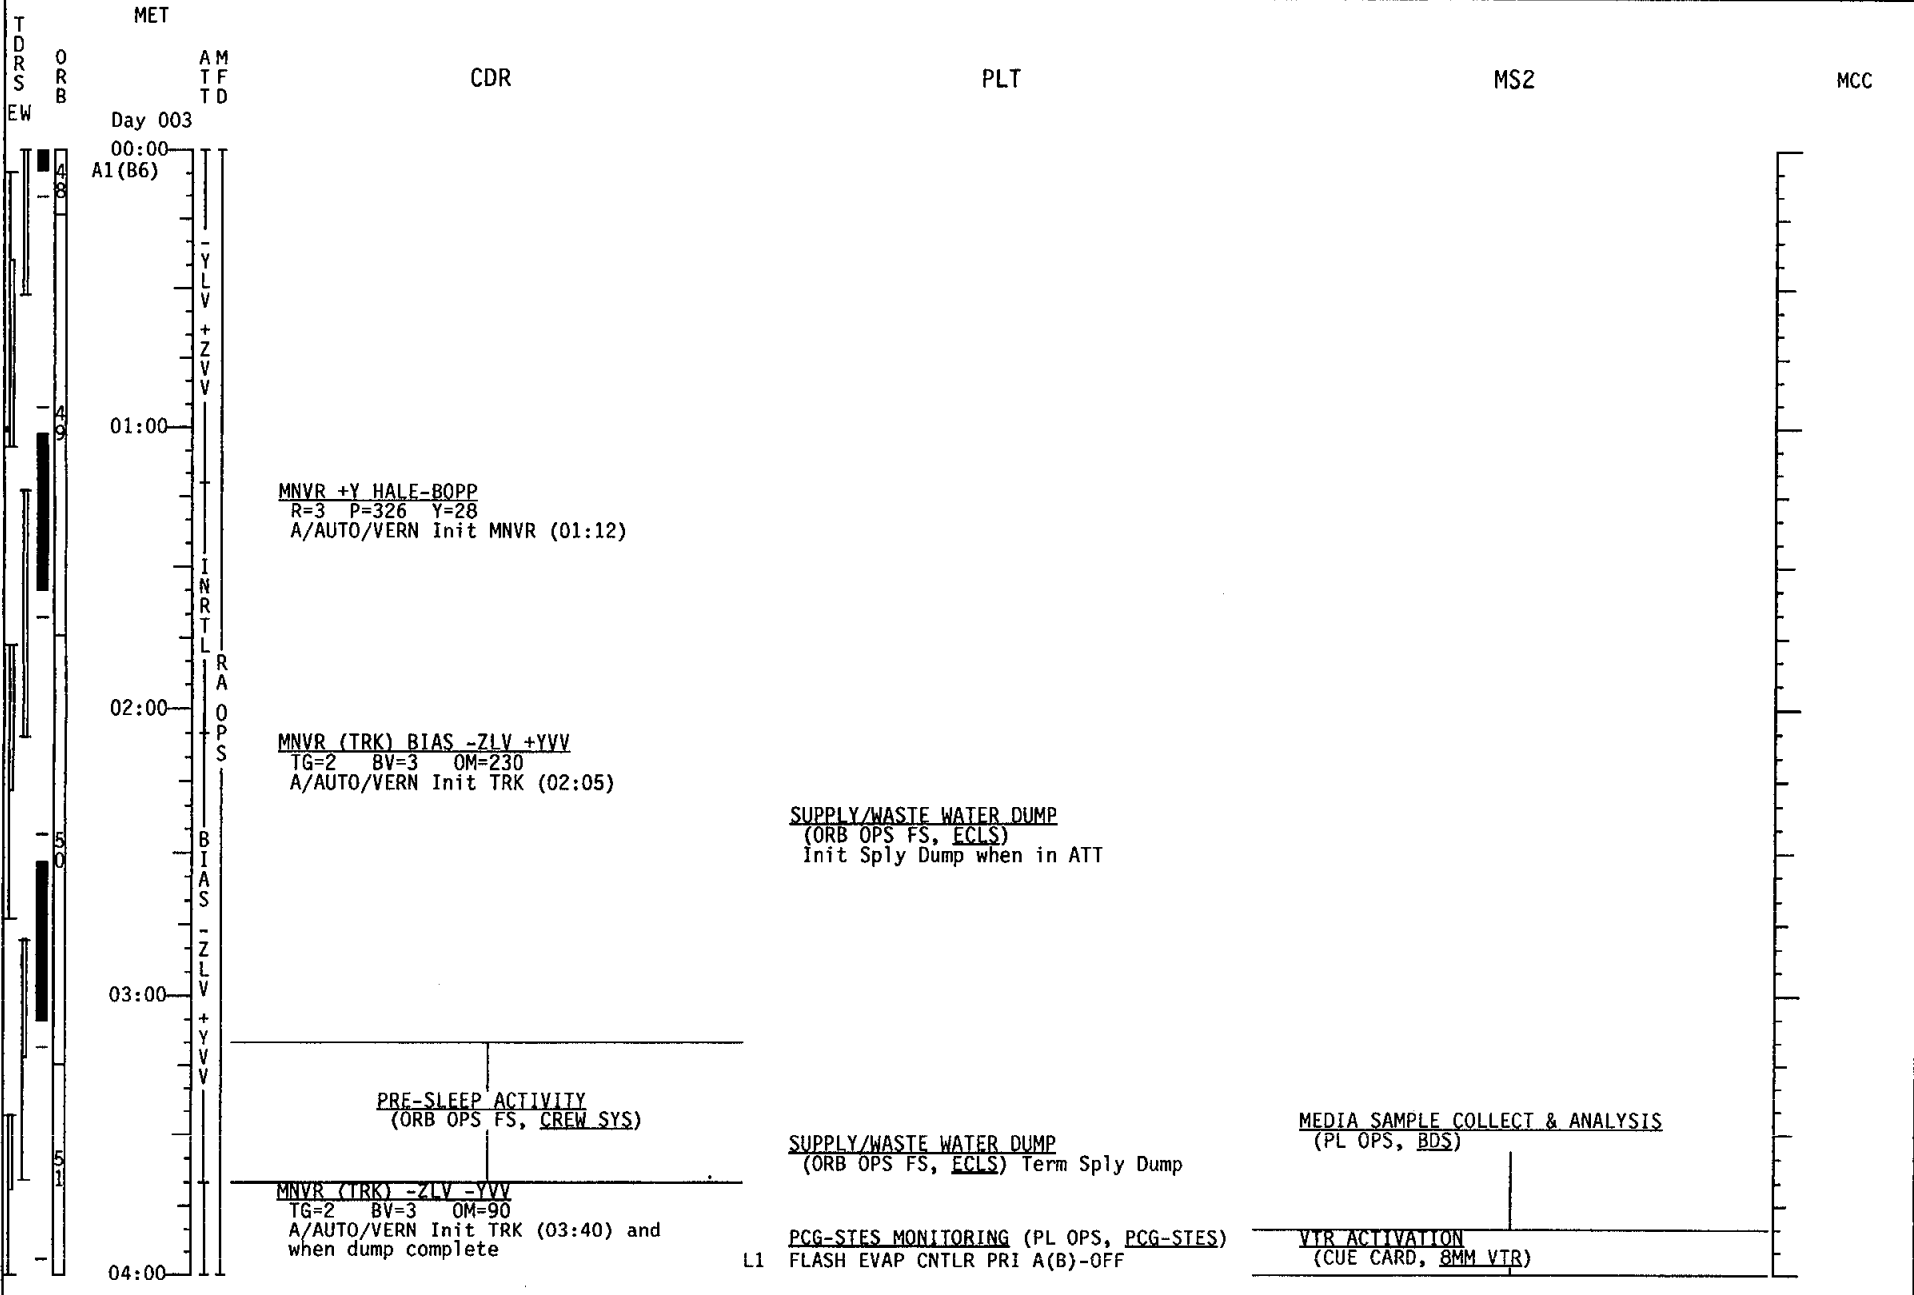 MET
TDRS
ORB
ATT
MFD
CDR
PLT
MS2
MCC
EW
Day 003
00:00
A1(B6)
48
-YLV +ZVV
49
01:00
MNVR +Y HALE-BOPP
R=3 P=326 Y=28
A/AUTO/VERN Init MNVR (01:12)
INRTL
RA OPS
02:00
MNVR (TRK) BIAS -ZLV +YVV
TG=2 BV=3 OM=230
A/AUTO/VERN Init TRK (02:05)
SUPPLY/WASTE WATER DUMP
(ORB OPS FS, ECLS)
Init Sply Dump when in ATT
50
BIAS -ZLV +YVV
03:00
PRE-SLEEP ACTIVITY
(ORB OPS FS, CREW SYS)
SUPPLY/WASTE WATER DUMP
(ORB OPS FS, ECLS) Term Sply Dump
MEDIA SAMPLE COLLECT & ANALYSIS
(PL OPS, BDS)
51
MNVR (TRK) -ZLV -YVV
TG=2 BV=3 OM=90
A/AUTO/VERN Init TRK (03:40) and
when dump complete
PCG-STES MONITORING (PL OPS, PCG-STES)
L1 FLASH EVAP CNTLR PRI A(B)-OFF
VTR ACTIVATION
(CUE CARD, 8MM VTR)
04:00